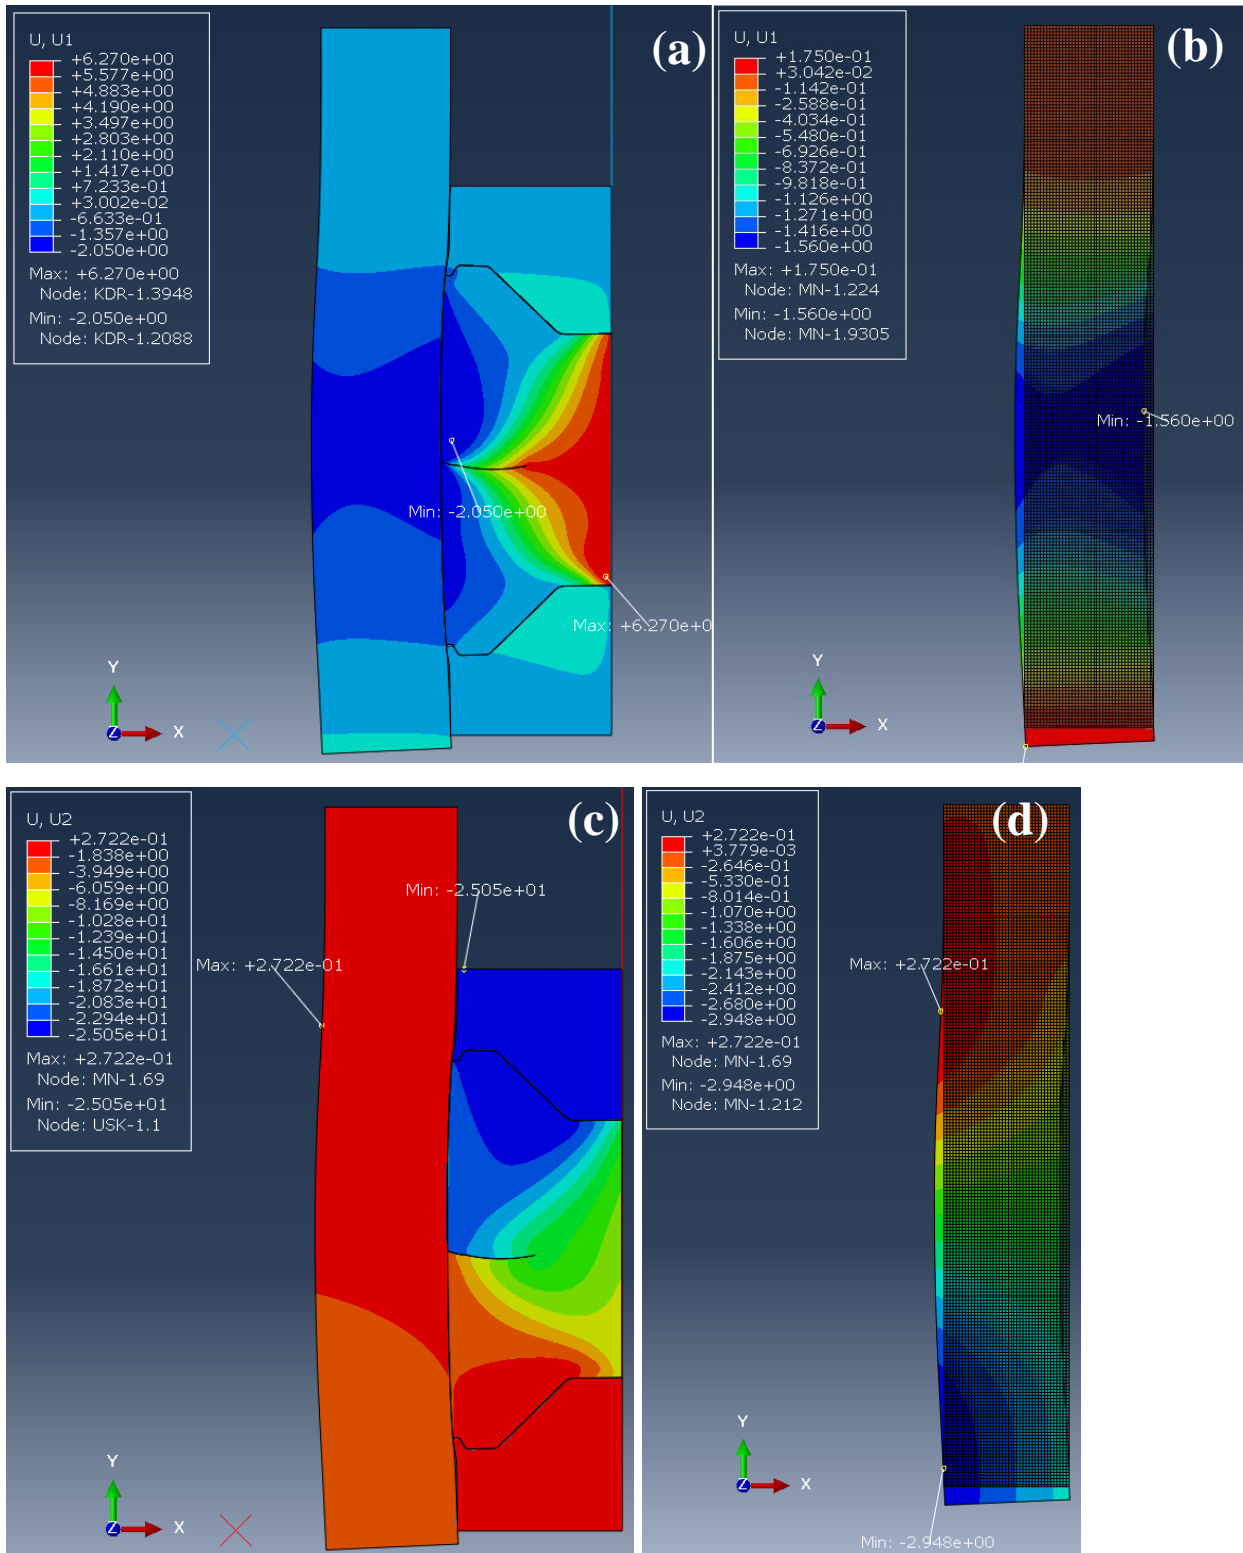 (a)
U, U1
+6.270e+00
+5.577e+00
+4.883e+00
+4.190e+00
+3.497e+00
+2.803e+00
+2.110e+00
+1.417e+00
+7.233e-01
+3.002e-02
-6.633e-01
-1.357e+00
-2.050e+00
Max: +6.270e+00
Node: KDR-1.3948
Min: -2.050e+00
Node: KDR-1.2088
Min: -2.050e+00
Max: +6.270e+0
Y
Z
X
(b)
U, U1
+1.750e-01
+3.042e-02
-1.142e-01
-2.588e-01
-4.034e-01
-5.480e-01
-6.926e-01
-8.372e-01
-9.818e-01
-1.126e+00
-1.271e+00
-1.416e+00
-1.560e+00
Max: +1.750e-01
Node: MN-1.224
Min: -1.560e+00
Node: MN-1.9305
Min: -1.560e+00
Y
Z
X
(c)
U, U2
+2.722e-01
-1.838e+00
-3.949e+00
-6.059e+00
-8.169e+00
-1.028e+01
-1.239e+01
-1.450e+01
-1.661e+01
-1.872e+01
-2.083e+01
-2.294e+01
-2.505e+01
Max: +2.722e-01
Node: MN-1.69
Min: -2.505e+01
Node: USK-1.1
Min: -2.505e+01
Max: +2.722e-01
Y
Z
X
(d)
U, U2
+2.722e-01
+3.779e-03
-2.646e-01
-5.330e-01
-8.014e-01
-1.070e+00
-1.338e+00
-1.606e+00
-1.875e+00
-2.143e+00
-2.412e+00
-2.680e+00
-2.948e+00
Max: +2.722e-01
Node: MN-1.69
Min: -2.948e+00
Node: MN-1.212
Max: +2.722e-01
Y
Z
X
Min: -2.948e+00